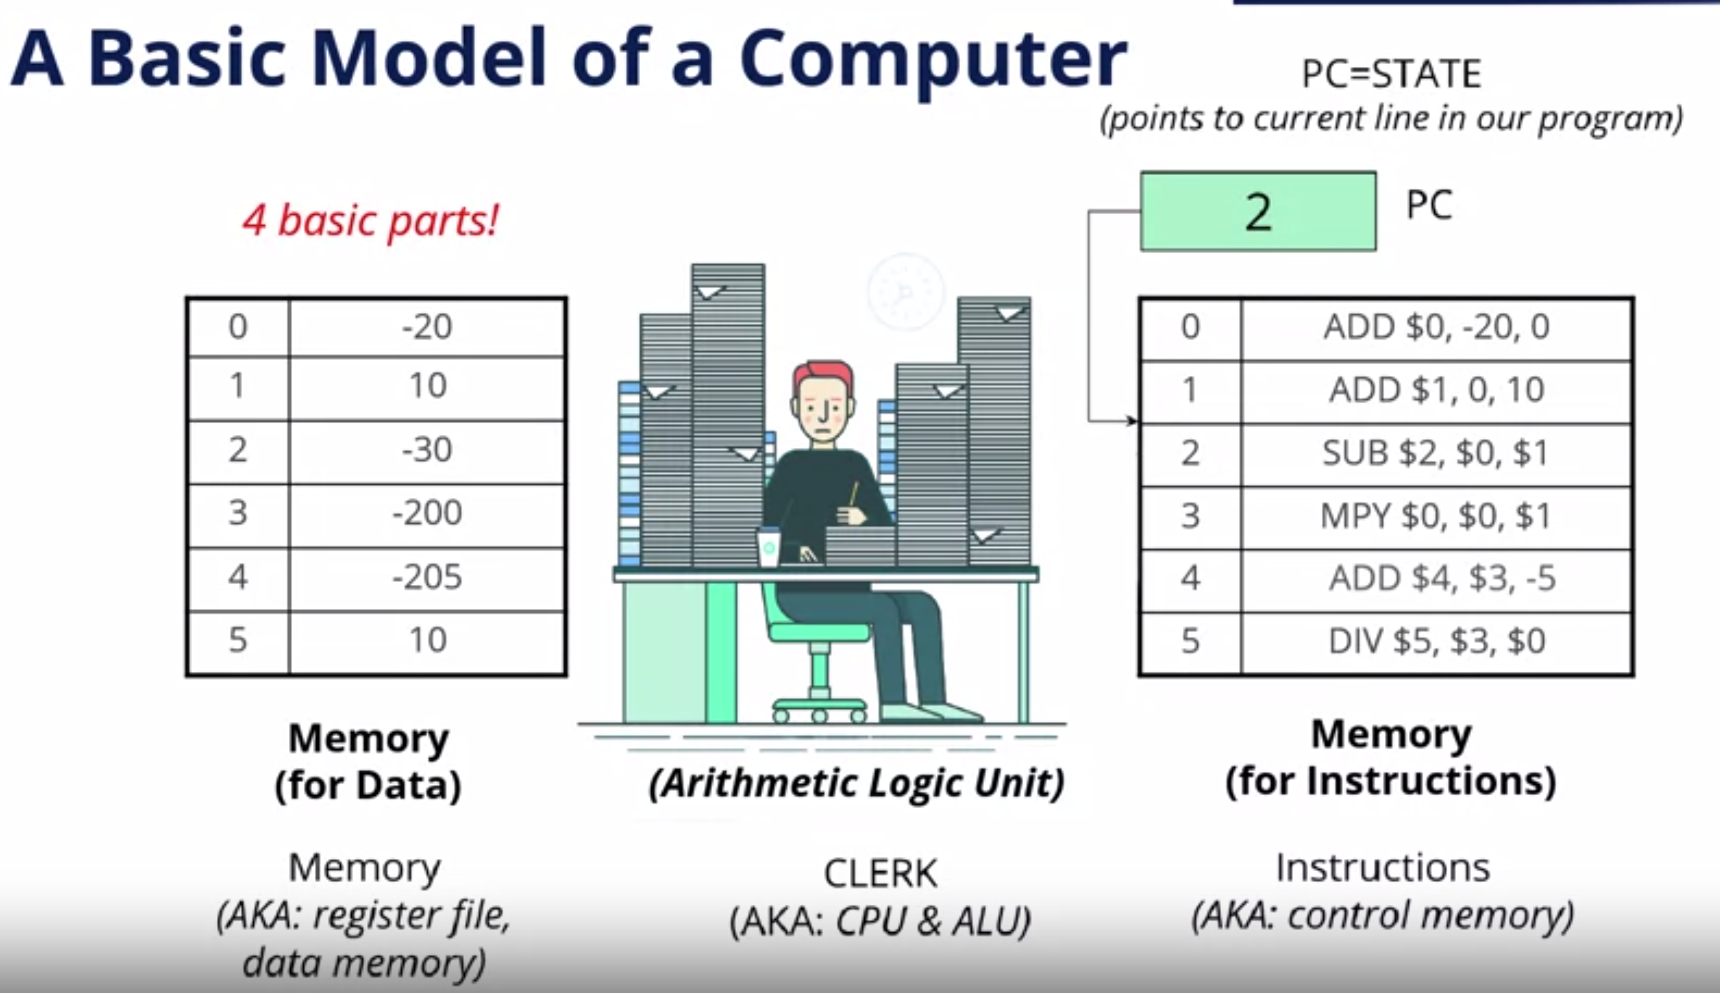 A Basic Model of a Computer
PC=STATE
(points to current line in our program)
4 basic parts!
2 PC
0 -20
1 10
2 -30
3 -200
4 -205
5 10
0 ADD $0, -20, 0
1 ADD $1, 0, 10
2 SUB $2, $0, $1
3 MPY $0, $0, $1
4 ADD $4, $3, -5
5 DIV $5, $3, $0
Memory
(for Data)
(Arithmetic Logic Unit)
Memory
(for Instructions)
Memory
(AKA: register file,
data memory)
CLERK
(AKA: CPU & ALU)
Instructions
(AKA: control memory)